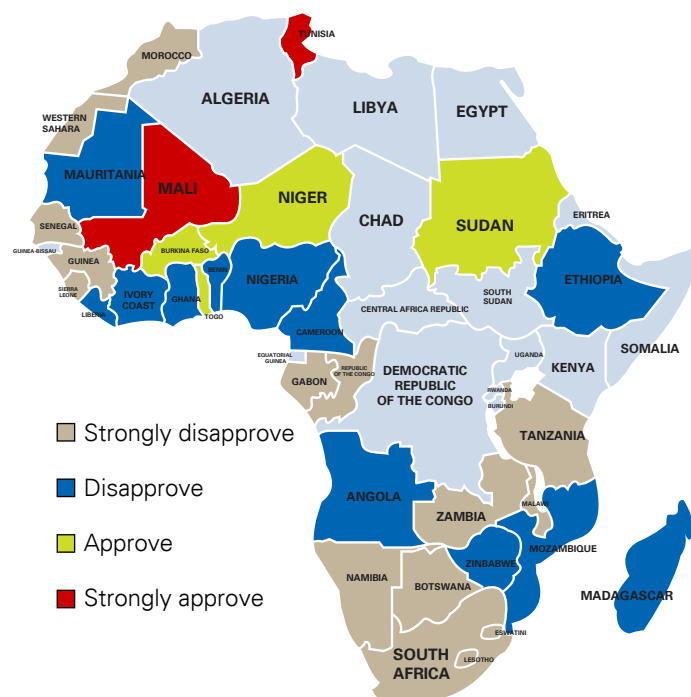 TUNISIA
MOROCCO
ALGERIA
LIBYA
EGYPT
WESTERN
SAHARA
MAURITANIA
MALI
NIGER
CHAD
SUDAN
ERITREA
SENEGAL
GUINEA-BISSAU
GUINEA
BURKINA FASO
BENIN
NIGERIA
ETHIOPIA
SIERRA
LEONE
LIBERIA
IVORY
COAST
GHANA
TOGO
SOUTH
SUDAN
CENTRAL AFRICA REPUBLIC
CAMEROON
SOMALIA
EQUATORIAL
GUINEA
GABON
REPUBLIC
OF THE CONGO
DEMOCRATIC
REPUBLIC
OF THE CONGO
UGANDA
KENYA
RWANDA
BURUNDI
TANZANIA
Strongly disapprove
Disapprove
Approve
Strongly approve
ANGOLA
ZAMBIA
MALAWI
MOZAMBIQUE
ZINBABWE
MADAGASCAR
NAMIBIA
BOTSWANA
ESWATINI
LESOTHO
SOUTH
AFRICA